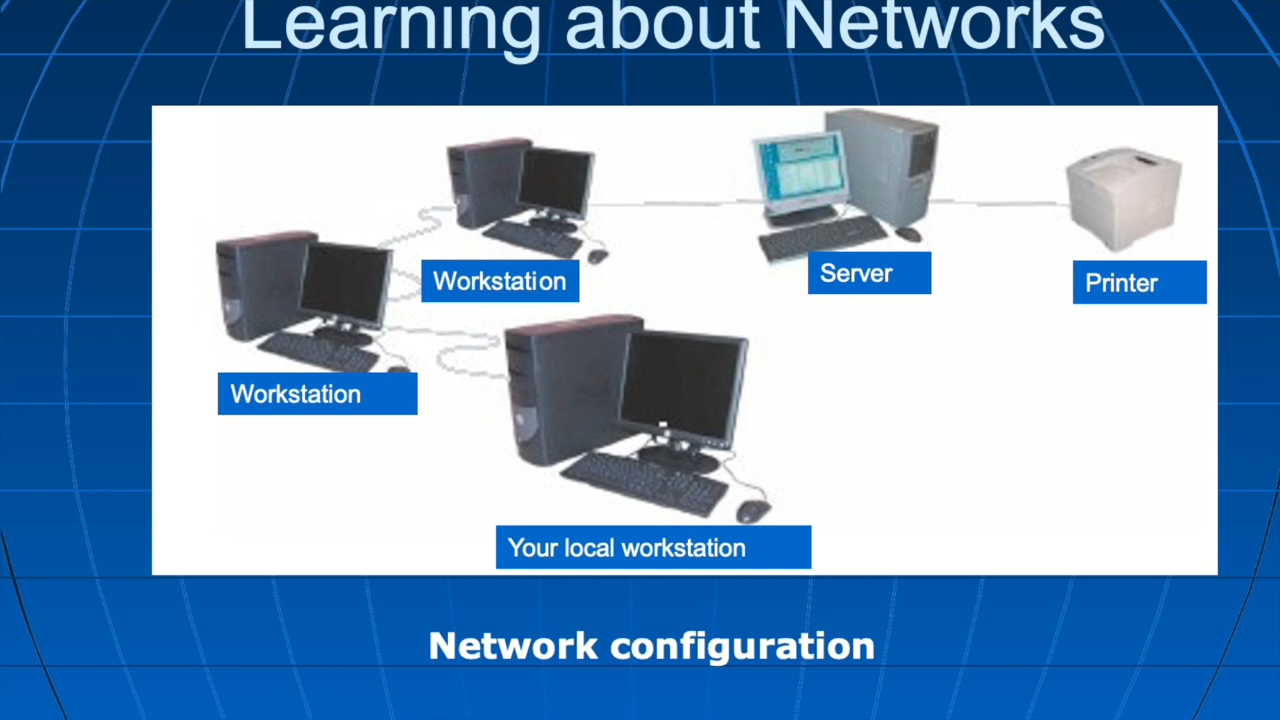 Learning about Networks
Workstation
Server
Printer
Workstation
Your local workstation
Network configuration